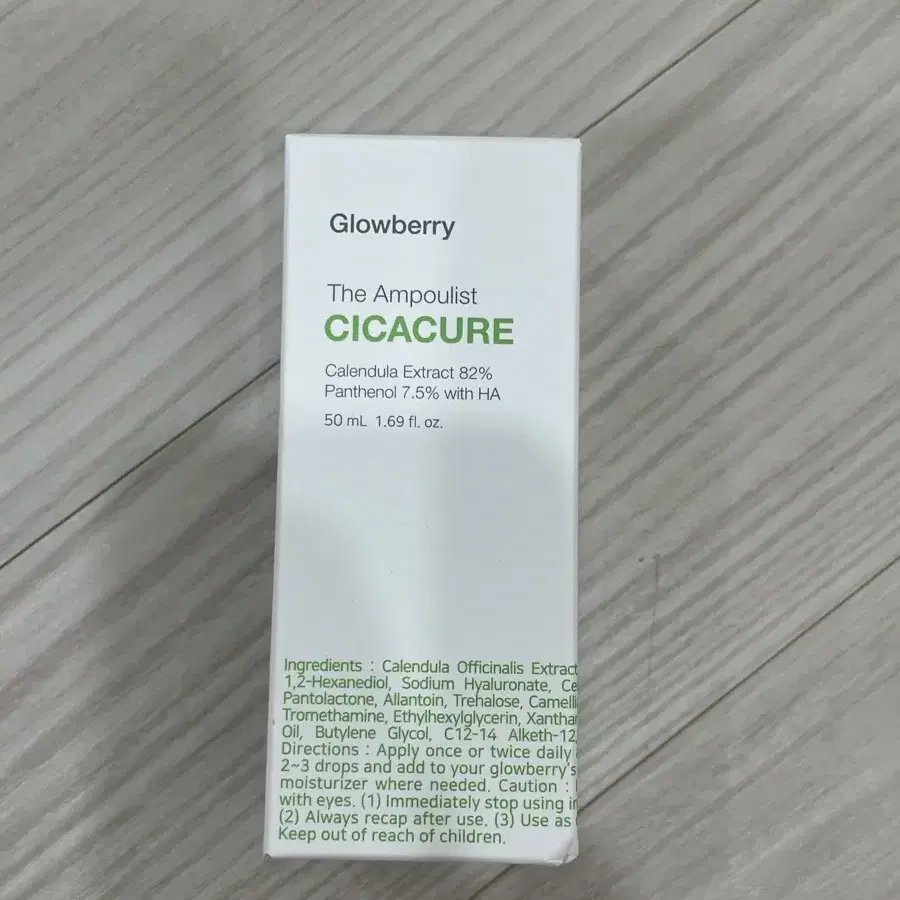 Glowberry
The Ampoulist
CICACURE
Calendula Extract 82%
Panthenol 7.5% with HA
50 mL 1.69 fl. oz.
Ingredients : Calendula Officinalis Extract
1,2-Hexanediol, Sodium Hyaluronate,
Pantolactone, Allantoin, Trehalose,
Tromethamine, Ethylhexylglycerin,
Oil, Butylene Glycol, C12-14 Alketh-12,
Directions : Apply once or twice daily
2~3 drops and add to your glowberry's
moisturizer where needed. Caution :
with eyes. (1) Immediately stop using
(2) Always recap after use. (3) Use as
Keep out of reach of children.